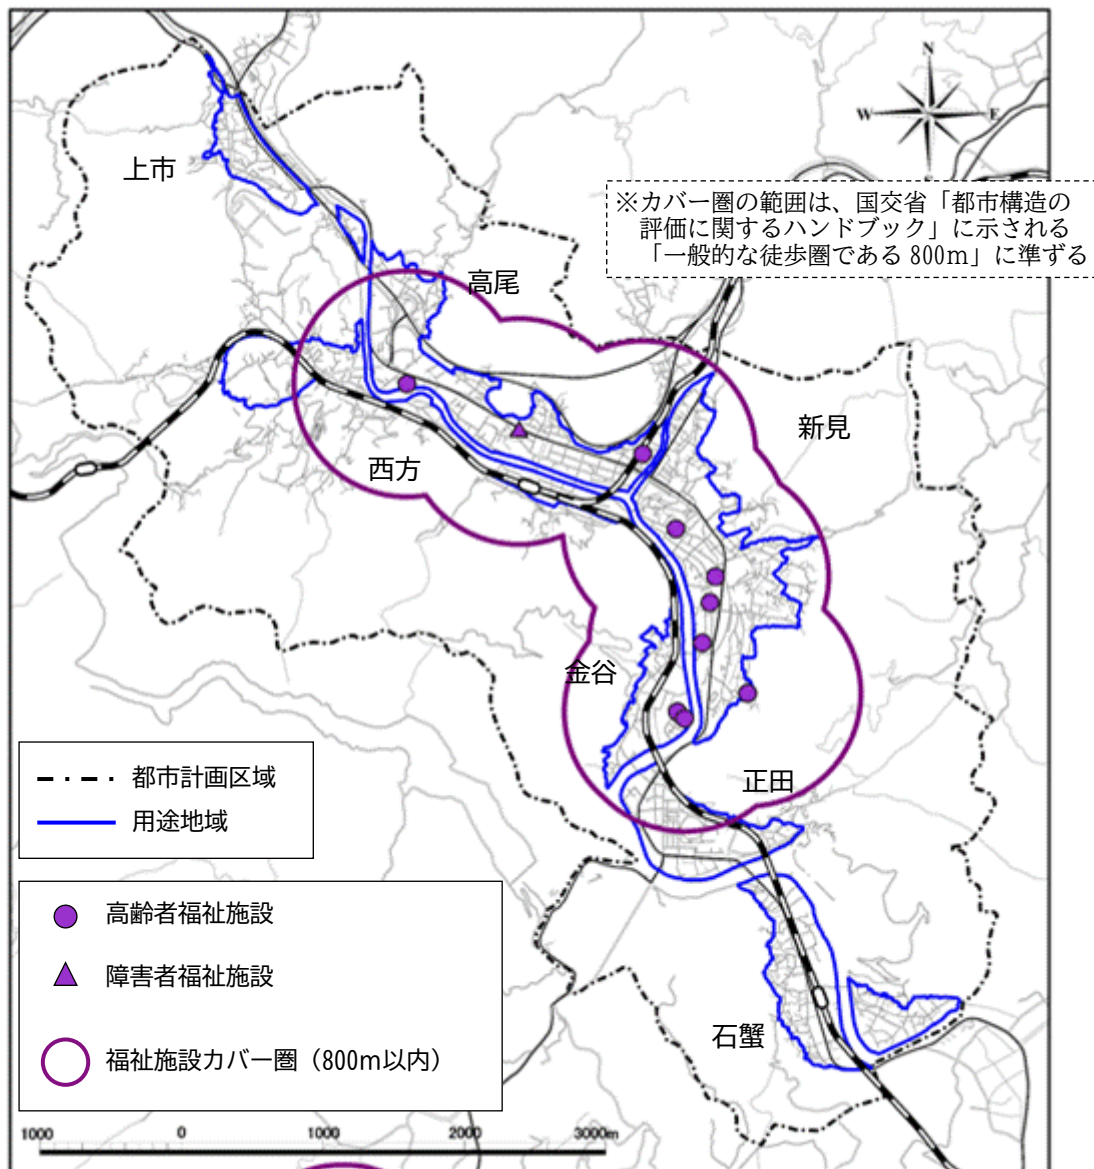 N
W
E
上市
※カバー圏の範囲は、国交省「都市構造の
評価に関するハンドブック」に示される
「一般的な徒歩圏である 800m」に準ずる
高尾
新見
西方
金谷
正田
都市計画区域
用途地域
高齢者福祉施設
障害者福祉施設
石蟹
福祉施設カバー圏（800m以内）
1000 0 1000 2000 3000m